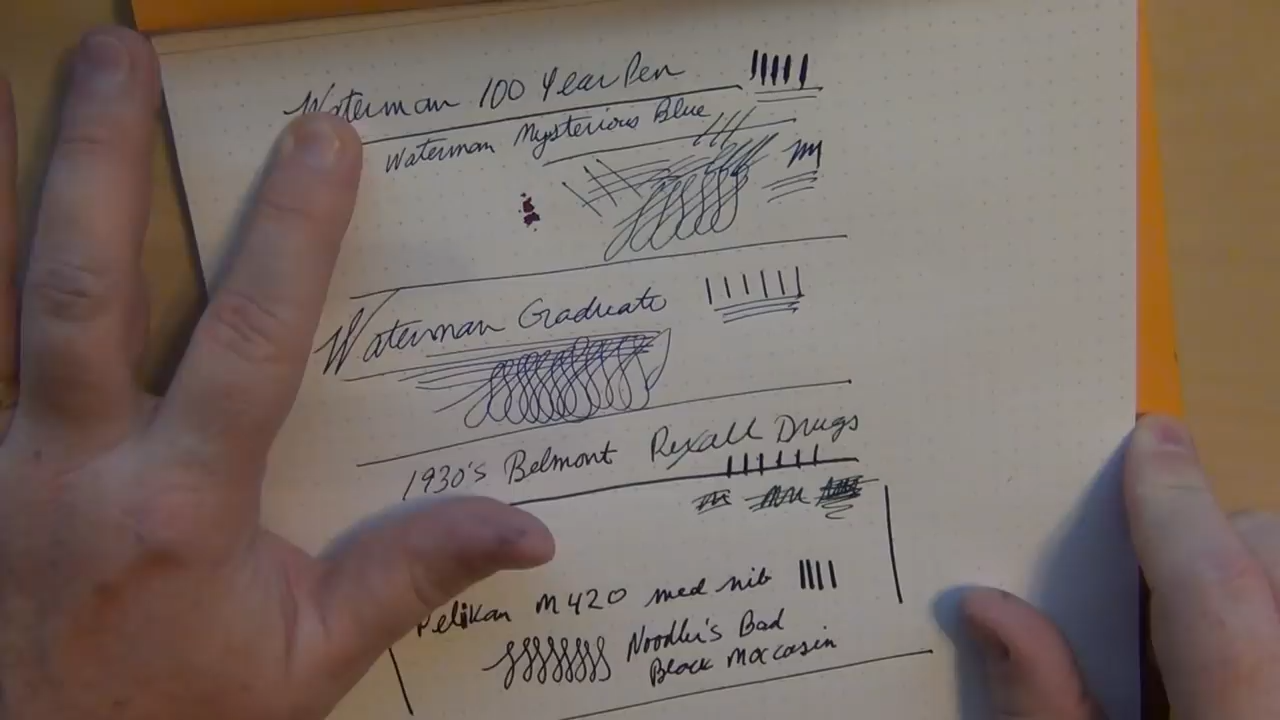 Waterman 100 Year Pen
Waterman Mysterious Blue
Waterman Graduate
1930's Belmont Rexall Drugs
Pelikan M420 med nib
Noodler's Bad
Black Moccasin